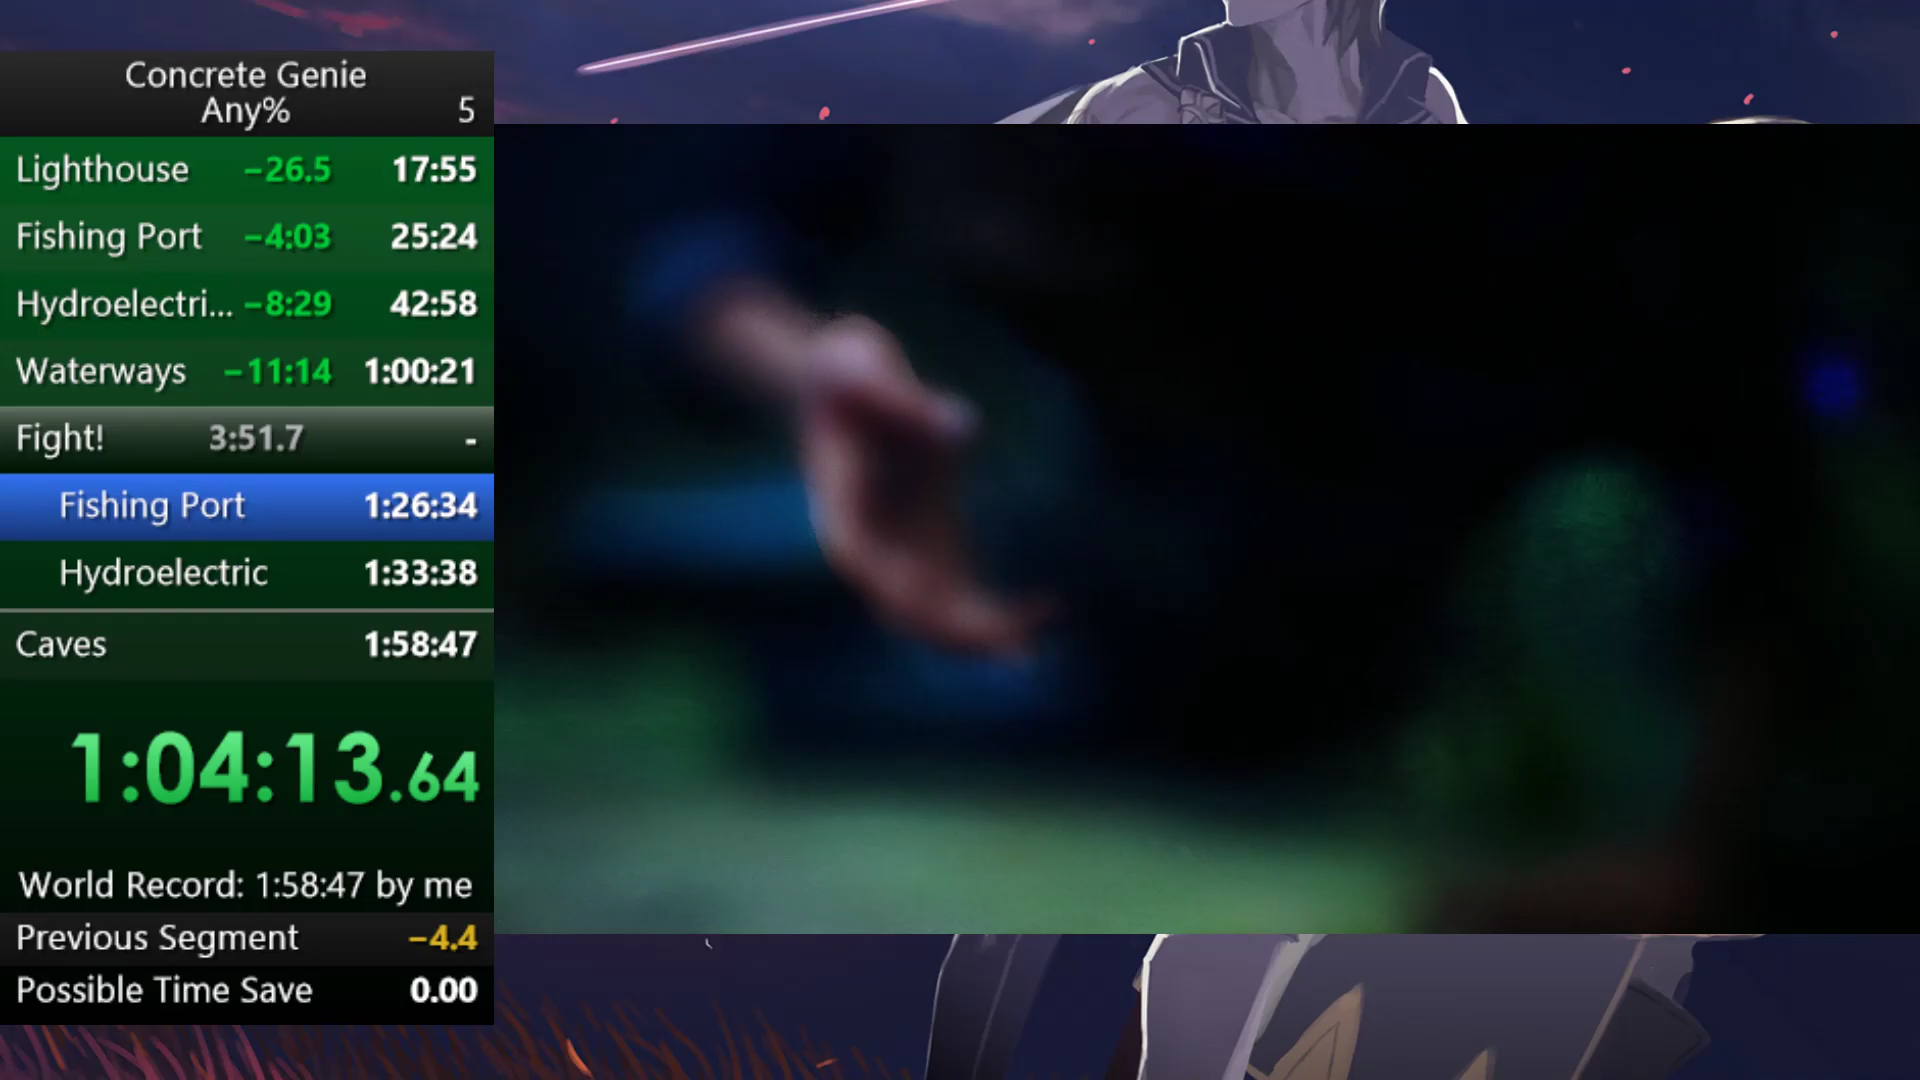 Concrete Genie
Any% 5
Lighthouse −26.5 17:55
Fishing Port −4:03 25:24
Hydroelectri... −8:29 42:58
Waterways −11:14 1:00:21
Fight! 3:51.7 -
Fishing Port 1:26:34
Hydroelectric 1:33:38
Caves 1:58:47
1:04:13.64
World Record: 1:58:47 by me
Previous Segment −4.4
Possible Time Save 0.00